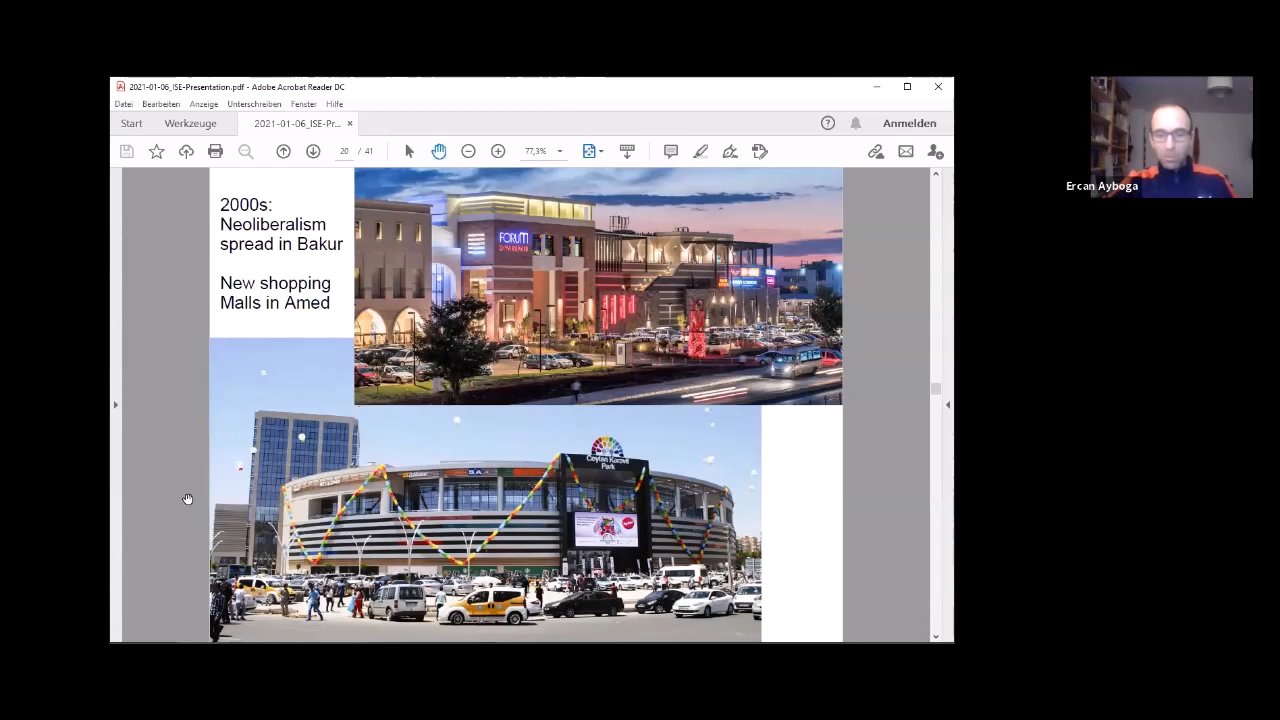 2021-01-06_ISE-Presentation.pdf - Adobe Acrobat Reader DC
Datei Bearbeiten Anzeige Unterschreiben Fenster Hilfe
Start Werkzeuge 2021-01-06_ISE-Pr... Anmelden
20 / 41 77,3%
2000s:
Neoliberalism
spread in Bakur
New shopping
Malls in Amed
FORUM
DİYARBAKIR
Ceylan Karavil
Park
Ercan Ayboga